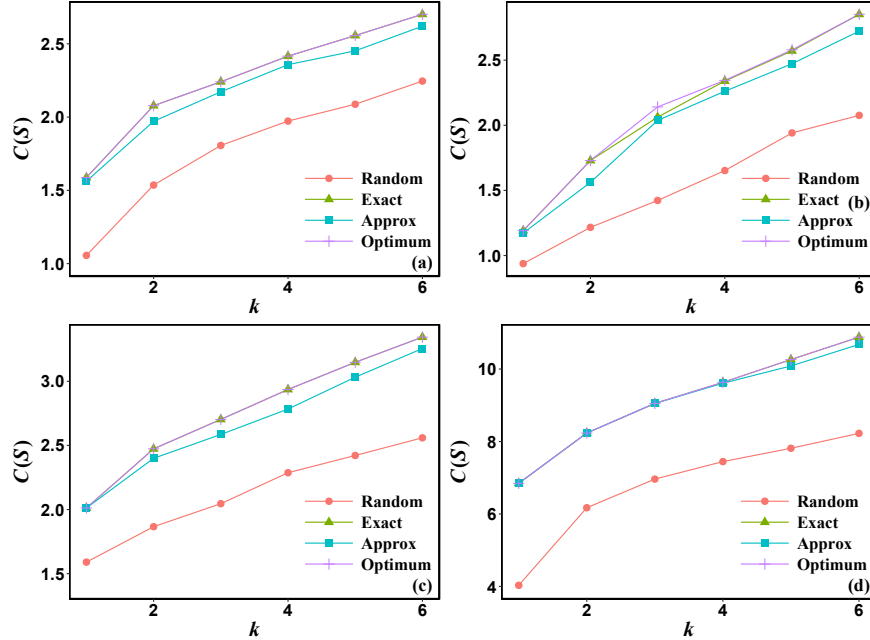 C(S)
2.5
2.0
1.5
1.0
Random
Exact
Approx
Optimum
(a)
2 4 6
k
C(S)
2.5
2.0
1.5
1.0
Random
Exact
(b)
Approx
Optimum
2 4 6
k
C(S)
3.0
2.5
2.0
1.5
Random
Exact
Approx
Optimum
(c)
2 4 6
k
C(S)
10
8
6
4
Random
Exact
Approx
Optimum
(d)
2 4 6
k